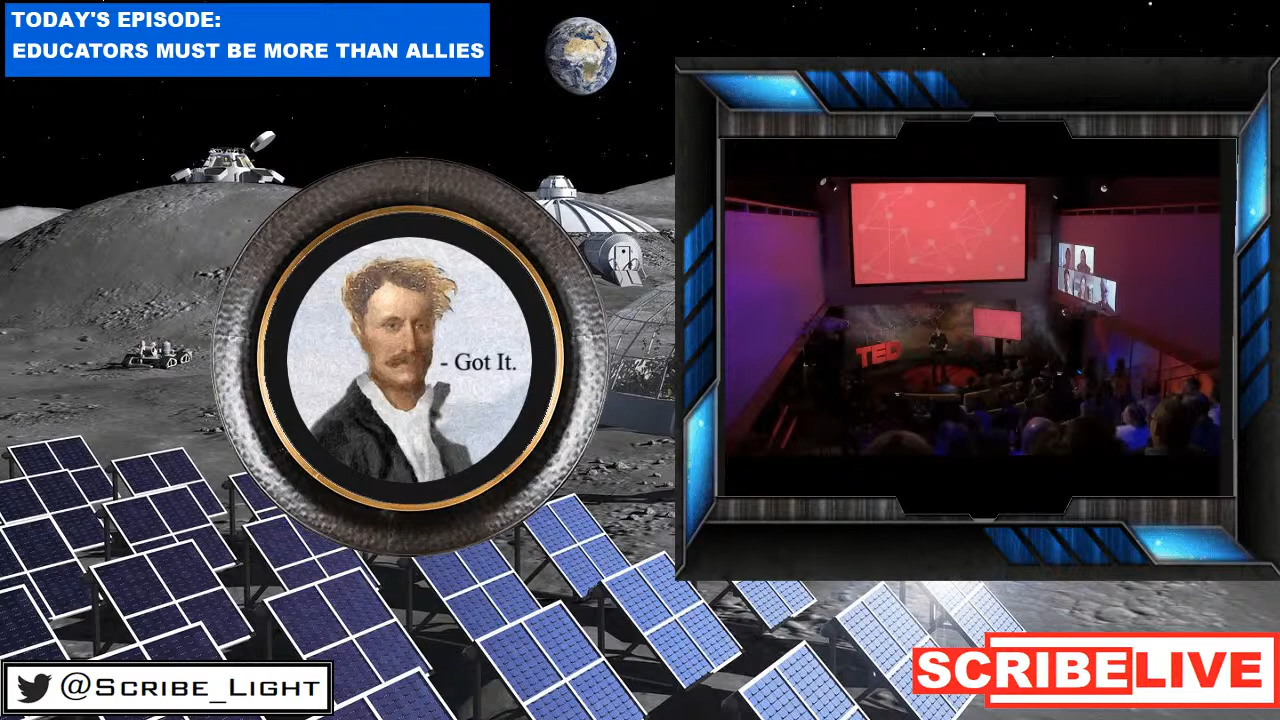 TODAY'S EPISODE:
EDUCATORS MUST BE MORE THAN ALLIES
- Got It.
TED
@SCRIBE_LIGHT
SCRIBELIVE